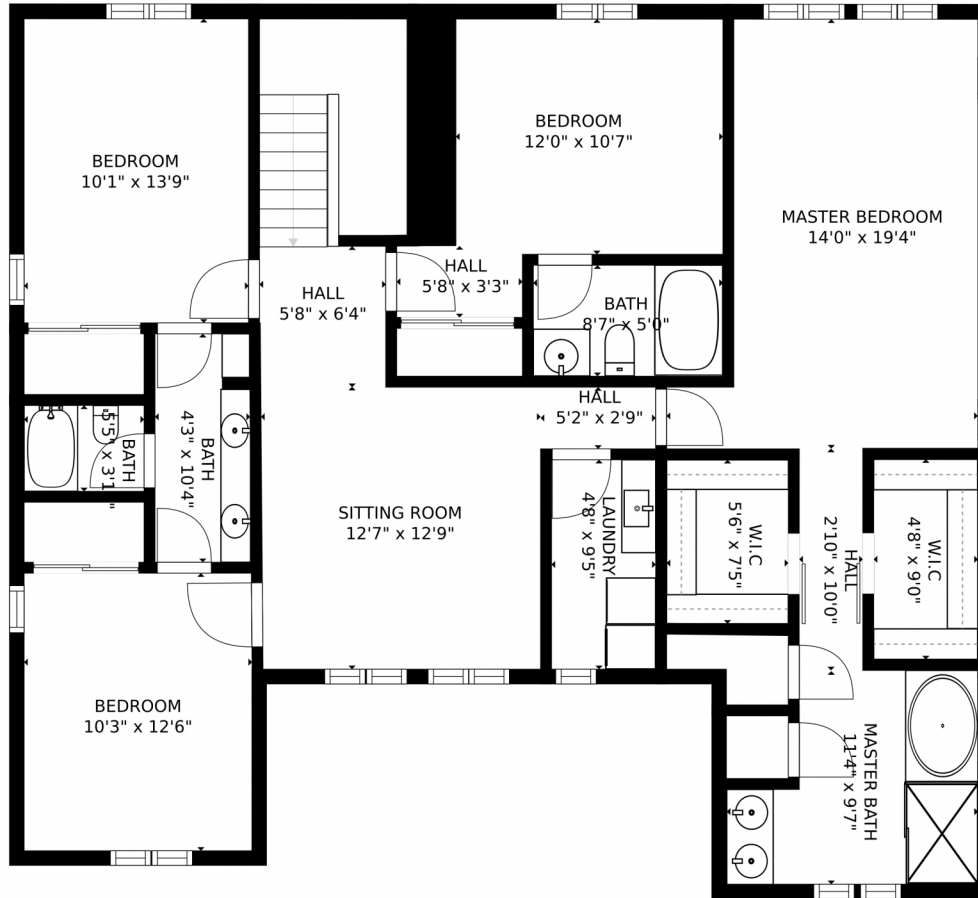 BEDROOM
10'1" x 13'9"
BEDROOM
12'0" x 10'7"
MASTER BEDROOM
14'0" x 19'4"
HALL
5'8" x 6'4"
HALL
5'8" x 3'3"
BATH
8'7" x 5'0"
HALL
5'2" x 2'9"
BATH
5'5" x 3'1
BATH
4'3" x 10'4"
SITTING ROOM
12'7" x 12'9"
LAUNDRY
4'8" x 9'5"
W.I.C
5'6" x 7'5"
HALL
2'10" x 10'0"
W.I.C
4'8" x 9'0"
BEDROOM
10'3" x 12'6"
MASTER BATH
11'4" x 9'7"